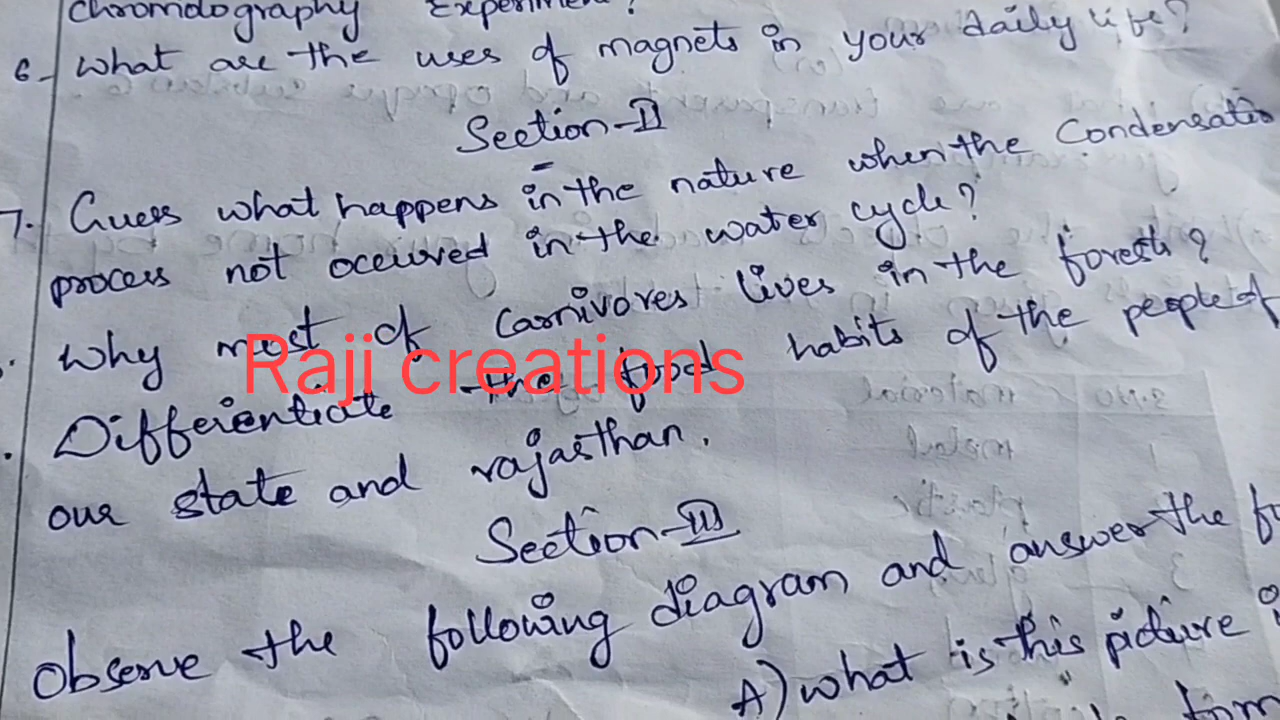 chromdography Experiment?
6- what are the uses of magnets in your daily life?
Section-II
7. Guess what happens in the nature when the Condensatio
process not occured in the water cycle?
why most of carnivores lives in the forests?
Raji creations
Differentiate the food habits of the people of
our state and rajasthan.
Section-III
Observe the following diagram and answer the
A) what is this picture